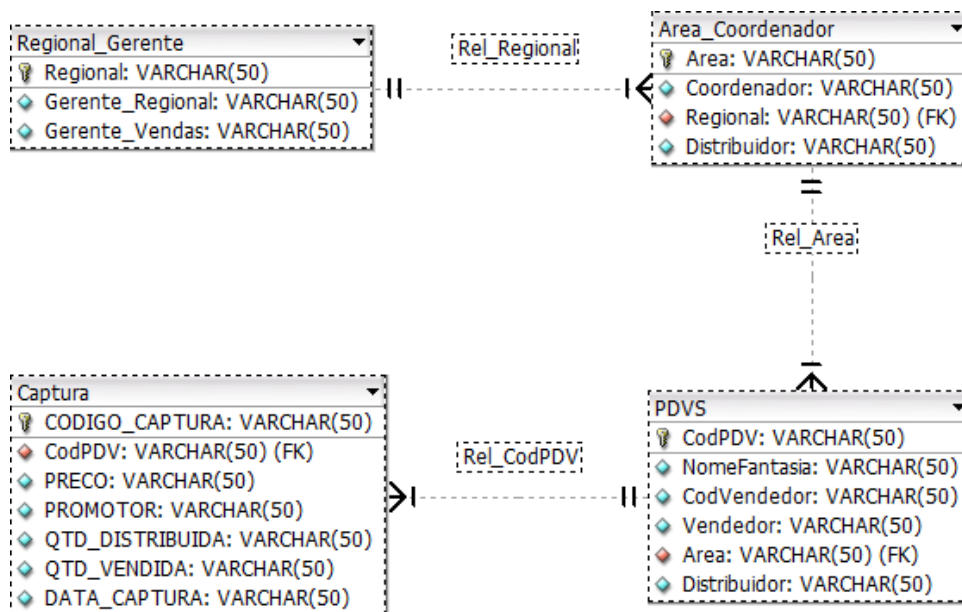 Regional_Gerente
Regional: VARCHAR(50)
Gerente_Regional: VARCHAR(50)
Gerente_Vendas: VARCHAR(50)
Rel_Regional
Area_Coordenador
Area: VARCHAR(50)
Coordenador: VARCHAR(50)
Regional: VARCHAR(50) (FK)
Distribuidor: VARCHAR(50)
Rel_Area
Captura
CODIGO_CAPTURA: VARCHAR(50)
CodPDV: VARCHAR(50) (FK)
PRECO: VARCHAR(50)
PROMOTOR: VARCHAR(50)
QTD_DISTRIBUIDA: VARCHAR(50)
QTD_VENDIDA: VARCHAR(50)
DATA_CAPTURA: VARCHAR(50)
Rel_CodPDV
PDVS
CodPDV: VARCHAR(50)
NomeFantasia: VARCHAR(50)
CodVendedor: VARCHAR(50)
Vendedor: VARCHAR(50)
Area: VARCHAR(50) (FK)
Distribuidor: VARCHAR(50)